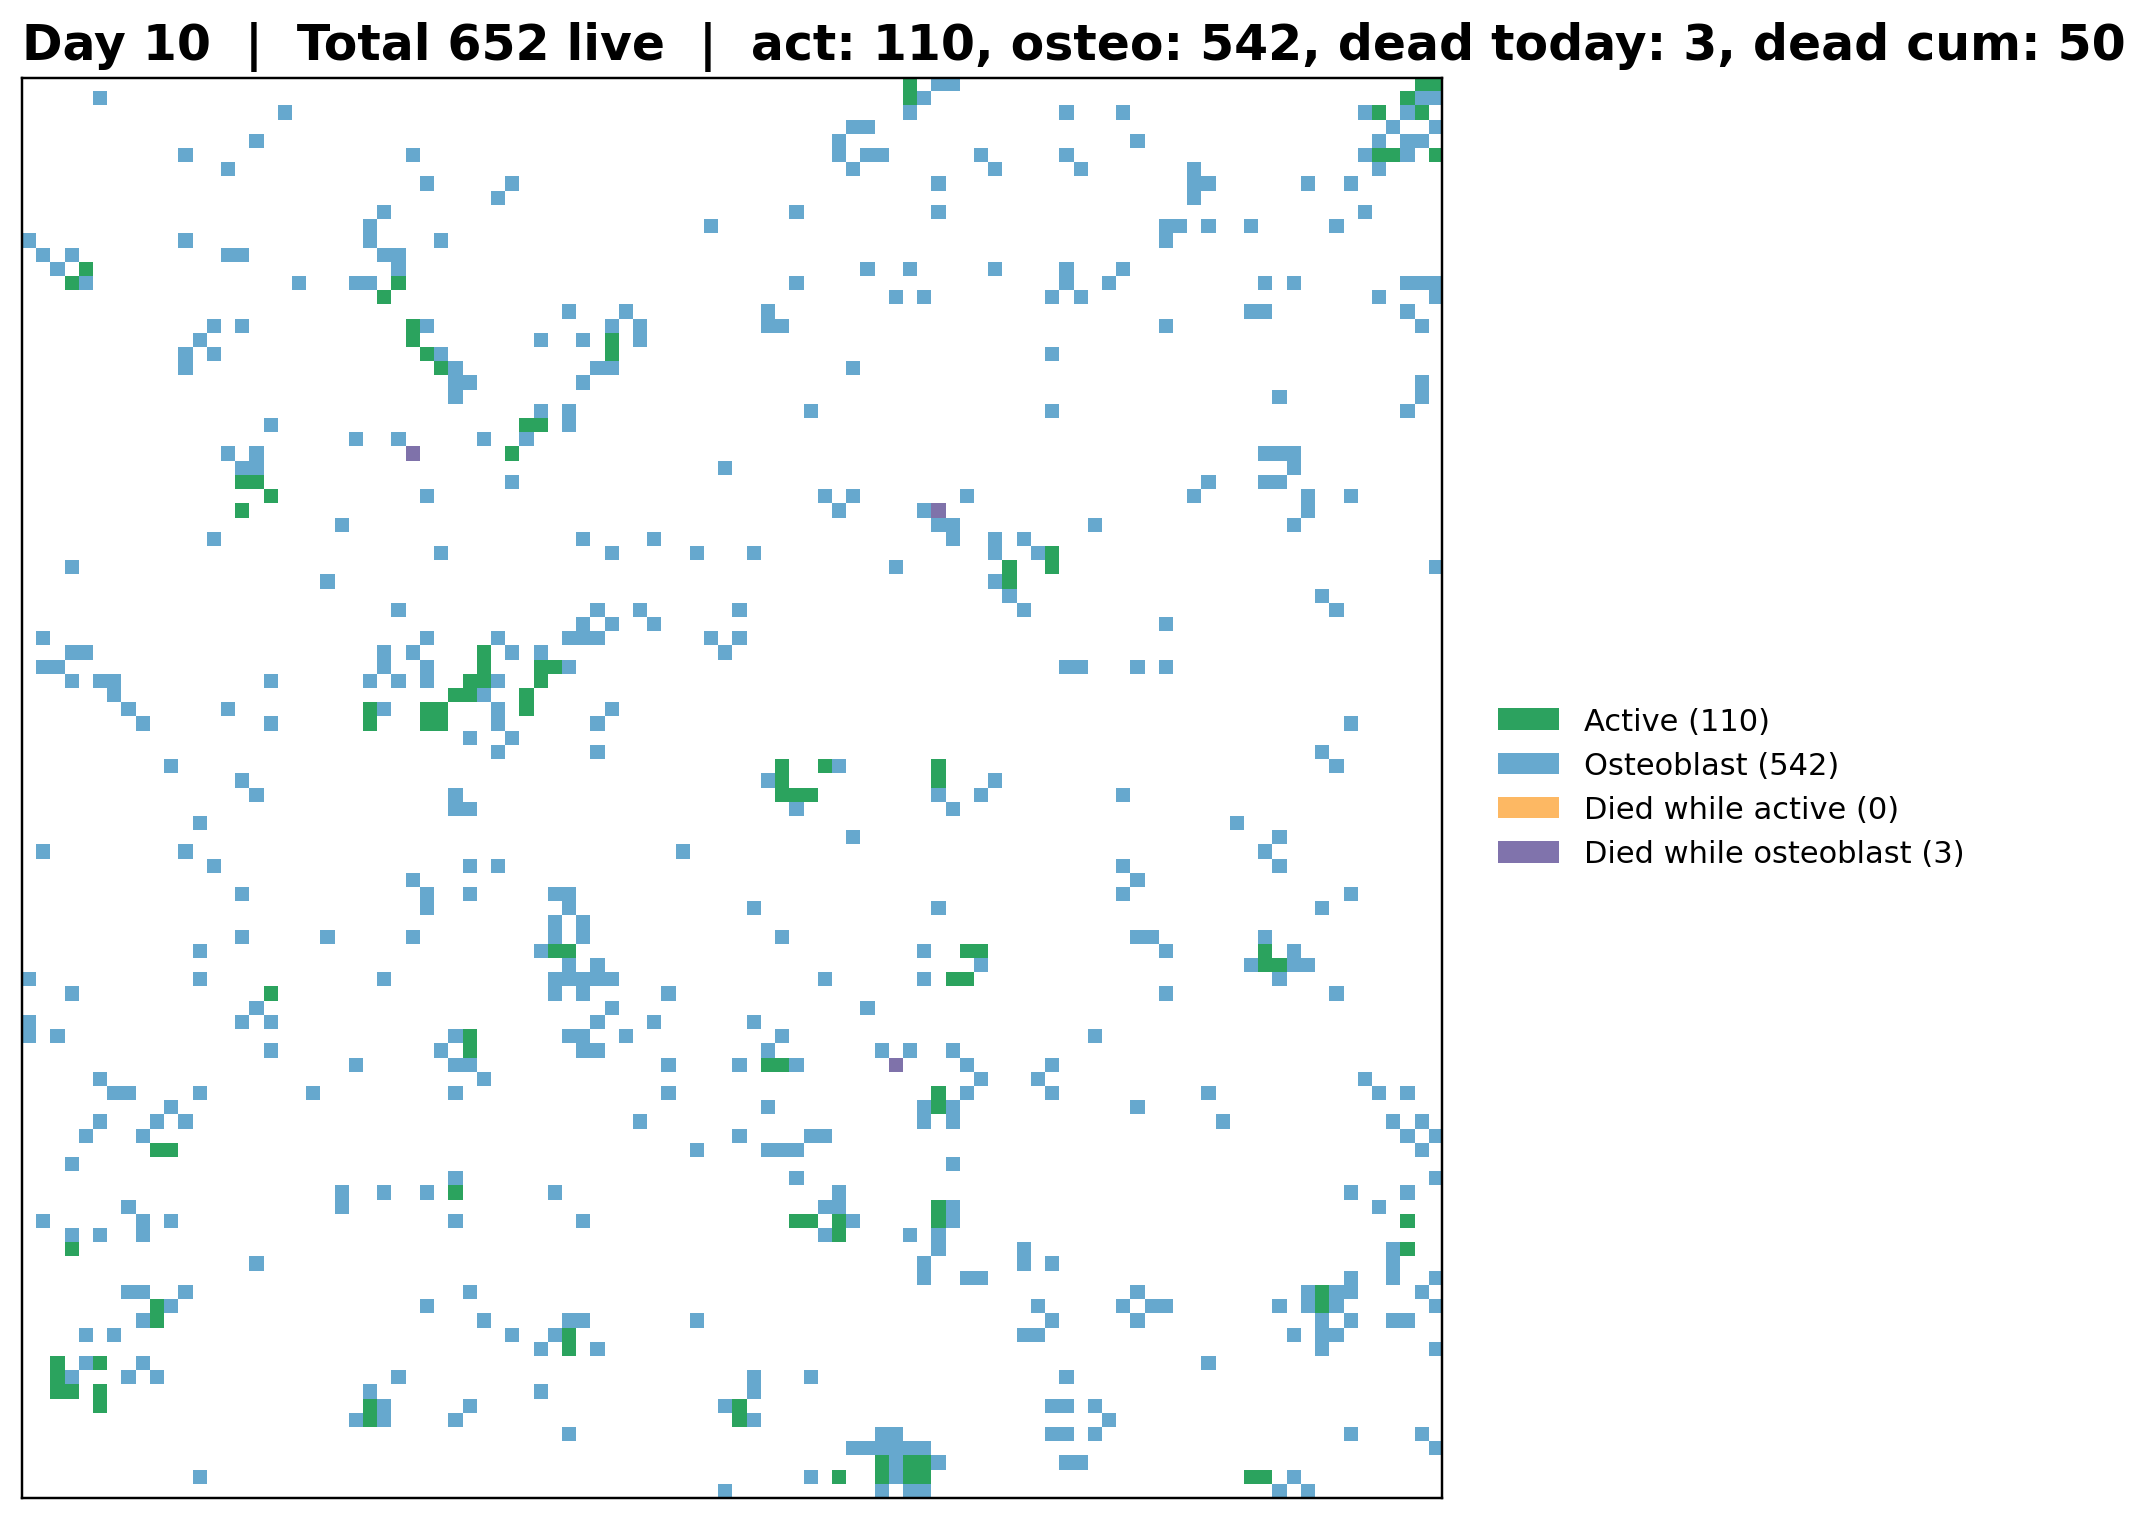 Day 10 | Total 652 live | act: 110, osteo: 542, dead today: 3, dead cum: 50
Active (110)
Osteoblast (542)
Died while active (0)
Died while osteoblast (3)